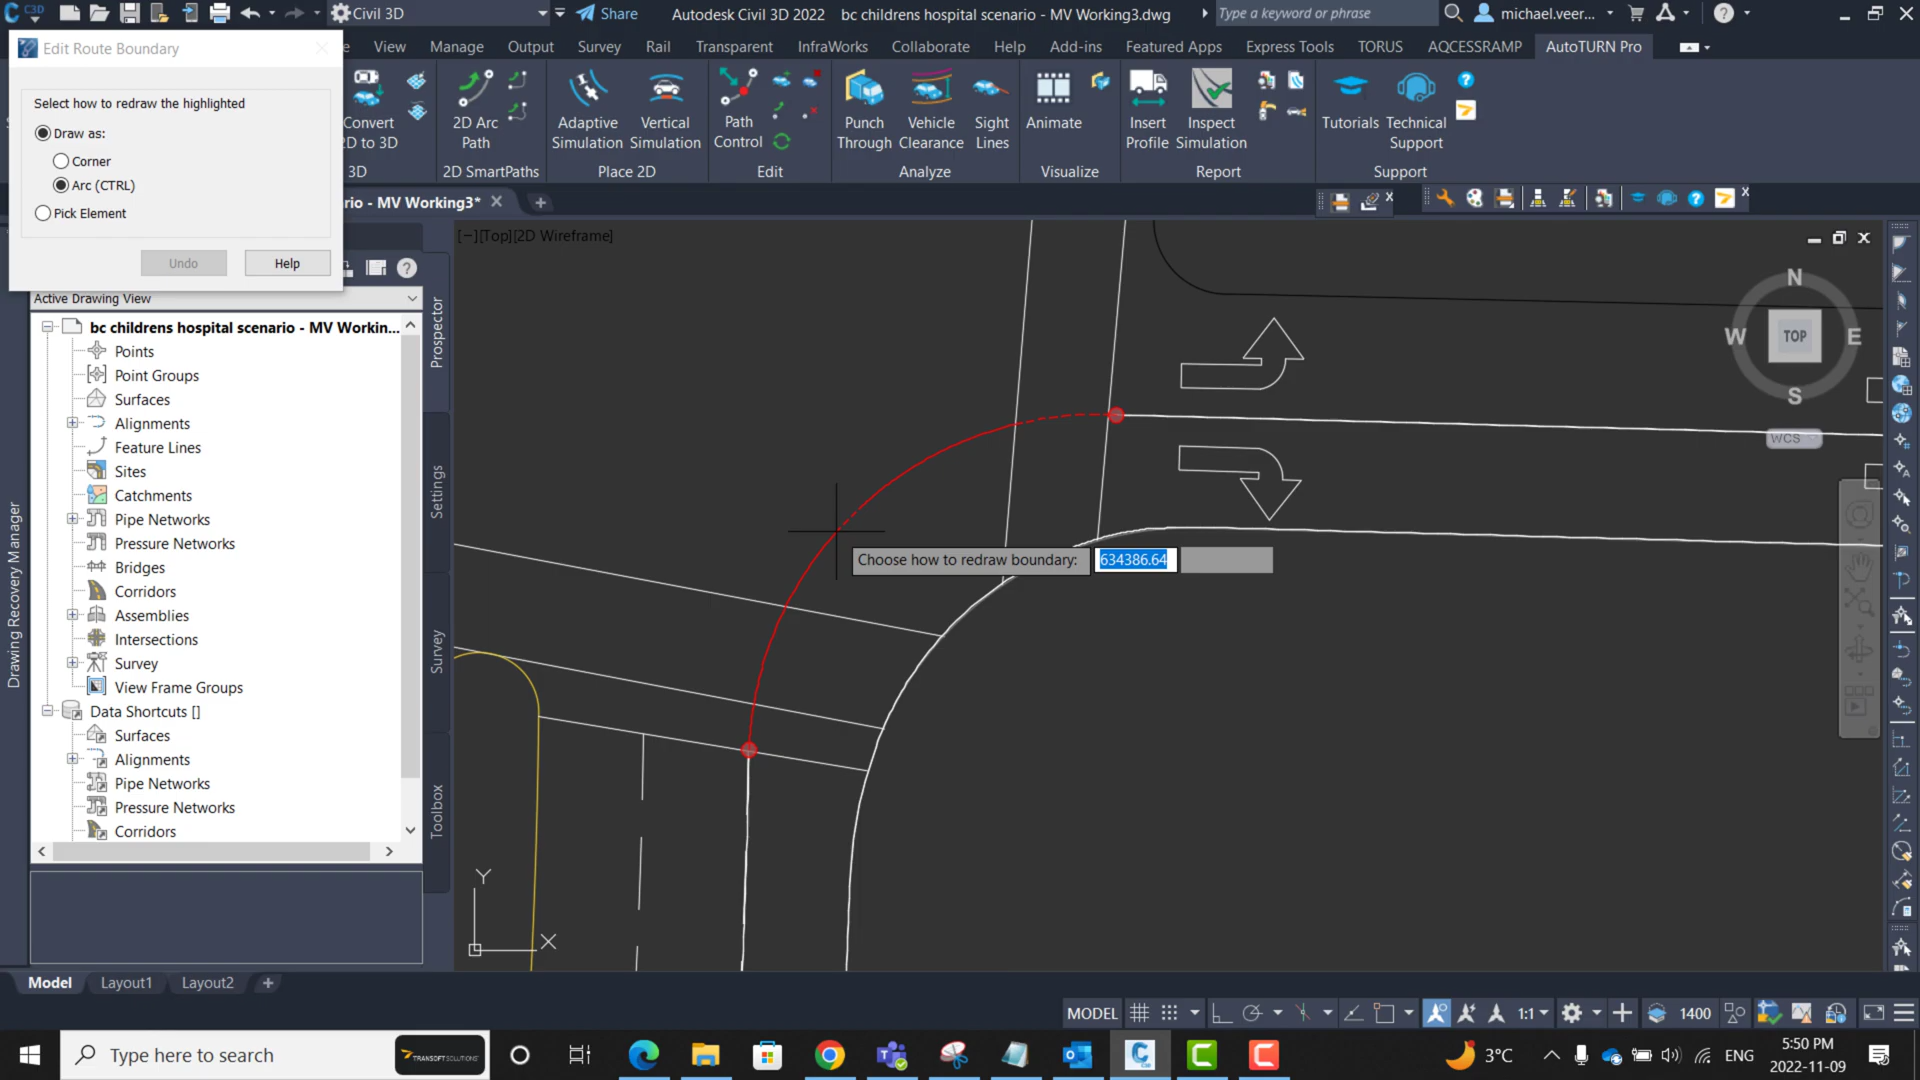 Civil 3D
Share
Autodesk Civil 3D 2022
bc childrens hospital scenario - MV Working3.dwg
Type a keyword or phrase
michael.veer...
Edit Route Boundary
View
Manage
Output
Survey
Rail
Transparent
InfraWorks
Collaborate
Help
Add-ins
Featured Apps
Express Tools
TORUS
AQCESSRAMP
AutoTURN Pro
Select how to redraw the highlighted
Draw as:
Corner
Arc (CTRL)
Pick Element
Undo
Help
Convert
2D to 3D
3D
2D Arc
Path
2D SmartPaths
Adaptive
Simulation
Vertical
Simulation
Place 2D
Path
Control
Edit
Punch
Through
Vehicle
Clearance
Sight
Lines
Analyze
Animate
Visualize
Insert
Profile
Inspect
Simulation
Report
Tutorials
Technical
Support
Support
rio - MV Working3*
[−][Top][2D Wireframe]
Active Drawing View
bc childrens hospital scenario - MV Workin...
Points
Point Groups
Surfaces
Alignments
Feature Lines
Sites
Catchments
Pipe Networks
Pressure Networks
Bridges
Corridors
Assemblies
Intersections
Survey
View Frame Groups
Data Shortcuts []
Surfaces
Alignments
Pipe Networks
Pressure Networks
Corridors
Prospector
Settings
Survey
Toolbox
Drawing Recovery Manager
N
W
TOP
E
S
WCS
Choose how to redraw boundary:
634386.64
Y
X
Model
Layout1
Layout2
MODEL
1:1
1400
Type here to search
TRANSOFT SOLUTIONS
3°C
ENG
5:50 PM
2022-11-09